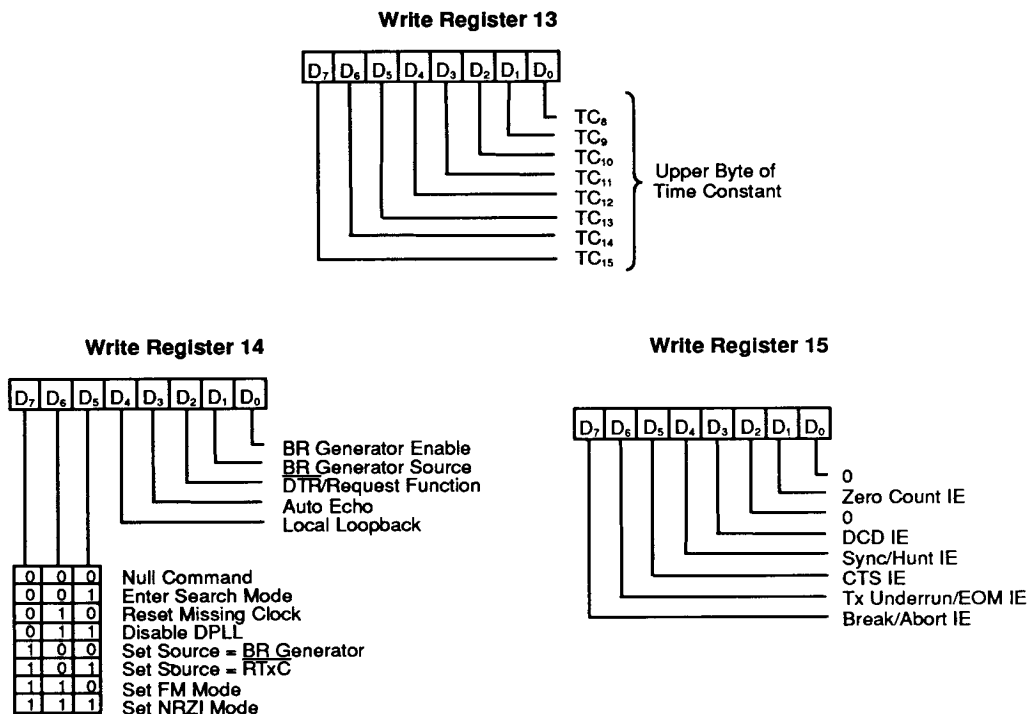 Write Register 13
D₇ D₆ D₅ D₄ D₃ D₂ D₁ D₀
TC₈
TC₉
TC₁₀
TC₁₁
TC₁₂
TC₁₃
TC₁₄
TC₁₅
Upper Byte of
Time Constant
Write Register 14
D₇ D₆ D₅ D₄ D₃ D₂ D₁ D₀
BR Generator Enable
BR Generator Source
D̅T̅R̅/Request Function
Auto Echo
Local Loopback
0 0 0 Null Command
0 0 1 Enter Search Mode
0 1 0 Reset Missing Clock
0 1 1 Disable DPLL
1 0 0 Set Source = BR Generator
1 0 1 Set Source = R̅T̅x̅C̅
1 1 0 Set FM Mode
1 1 1 Set NRZI Mode
Write Register 15
D₇ D₆ D₅ D₄ D₃ D₂ D₁ D₀
0
Zero Count IE
0
DCD IE
Sync/Hunt IE
CTS IE
Tx Underrun/EOM IE
Break/Abort IE